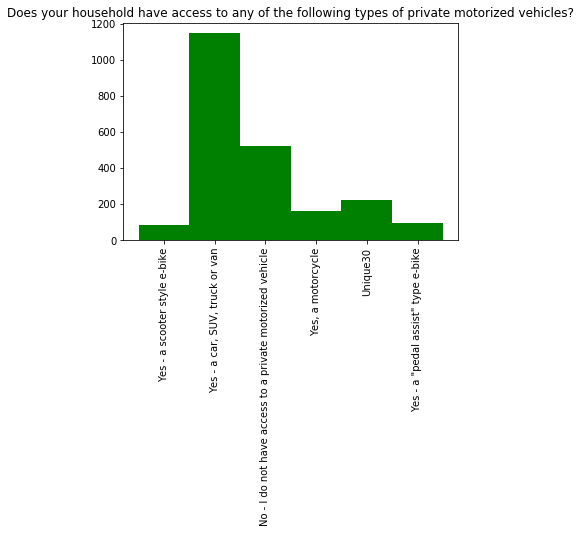 Does your household have access to any of the following types of private motorized vehicles?
1200
1000
800
600
400
200
0
Yes - a scooter style e-bike
Yes - a car, SUV, truck or van
No - I do not have access to a private motorized vehicle
Yes, a motorcycle
Unique30
Yes - a "pedal assist" type e-bike